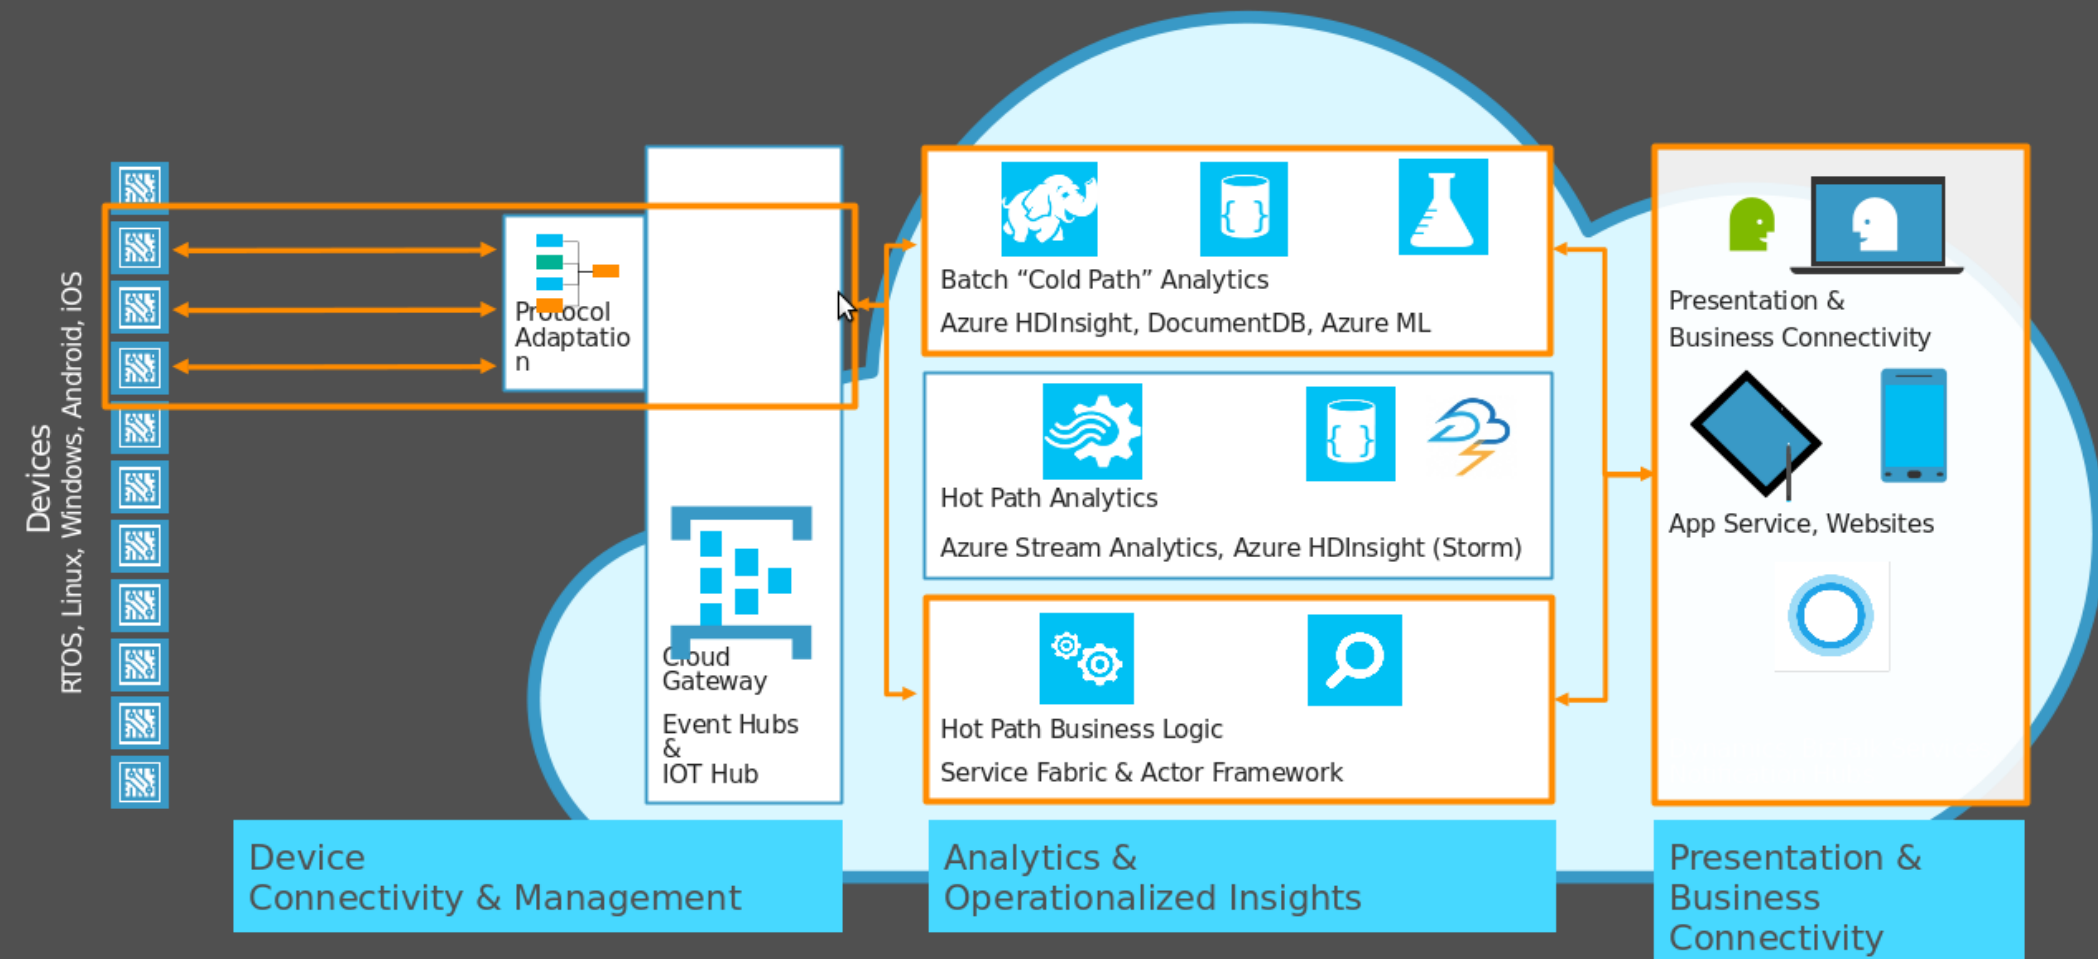 Devices
RTOS, Linux, Windows, Android, iOS
Protocol
Adaptatio
n
Cloud
Gateway
Event Hubs
&
IOT Hub
Batch “Cold Path” Analytics
Azure HDInsight, DocumentDB, Azure ML
Hot Path Analytics
Azure Stream Analytics, Azure HDInsight (Storm)
Hot Path Business Logic
Service Fabric & Actor Framework
Presentation &
Business Connectivity
App Service, Websites
Device
Connectivity & Management
Analytics &
Operationalized Insights
Presentation &
Business
Connectivity